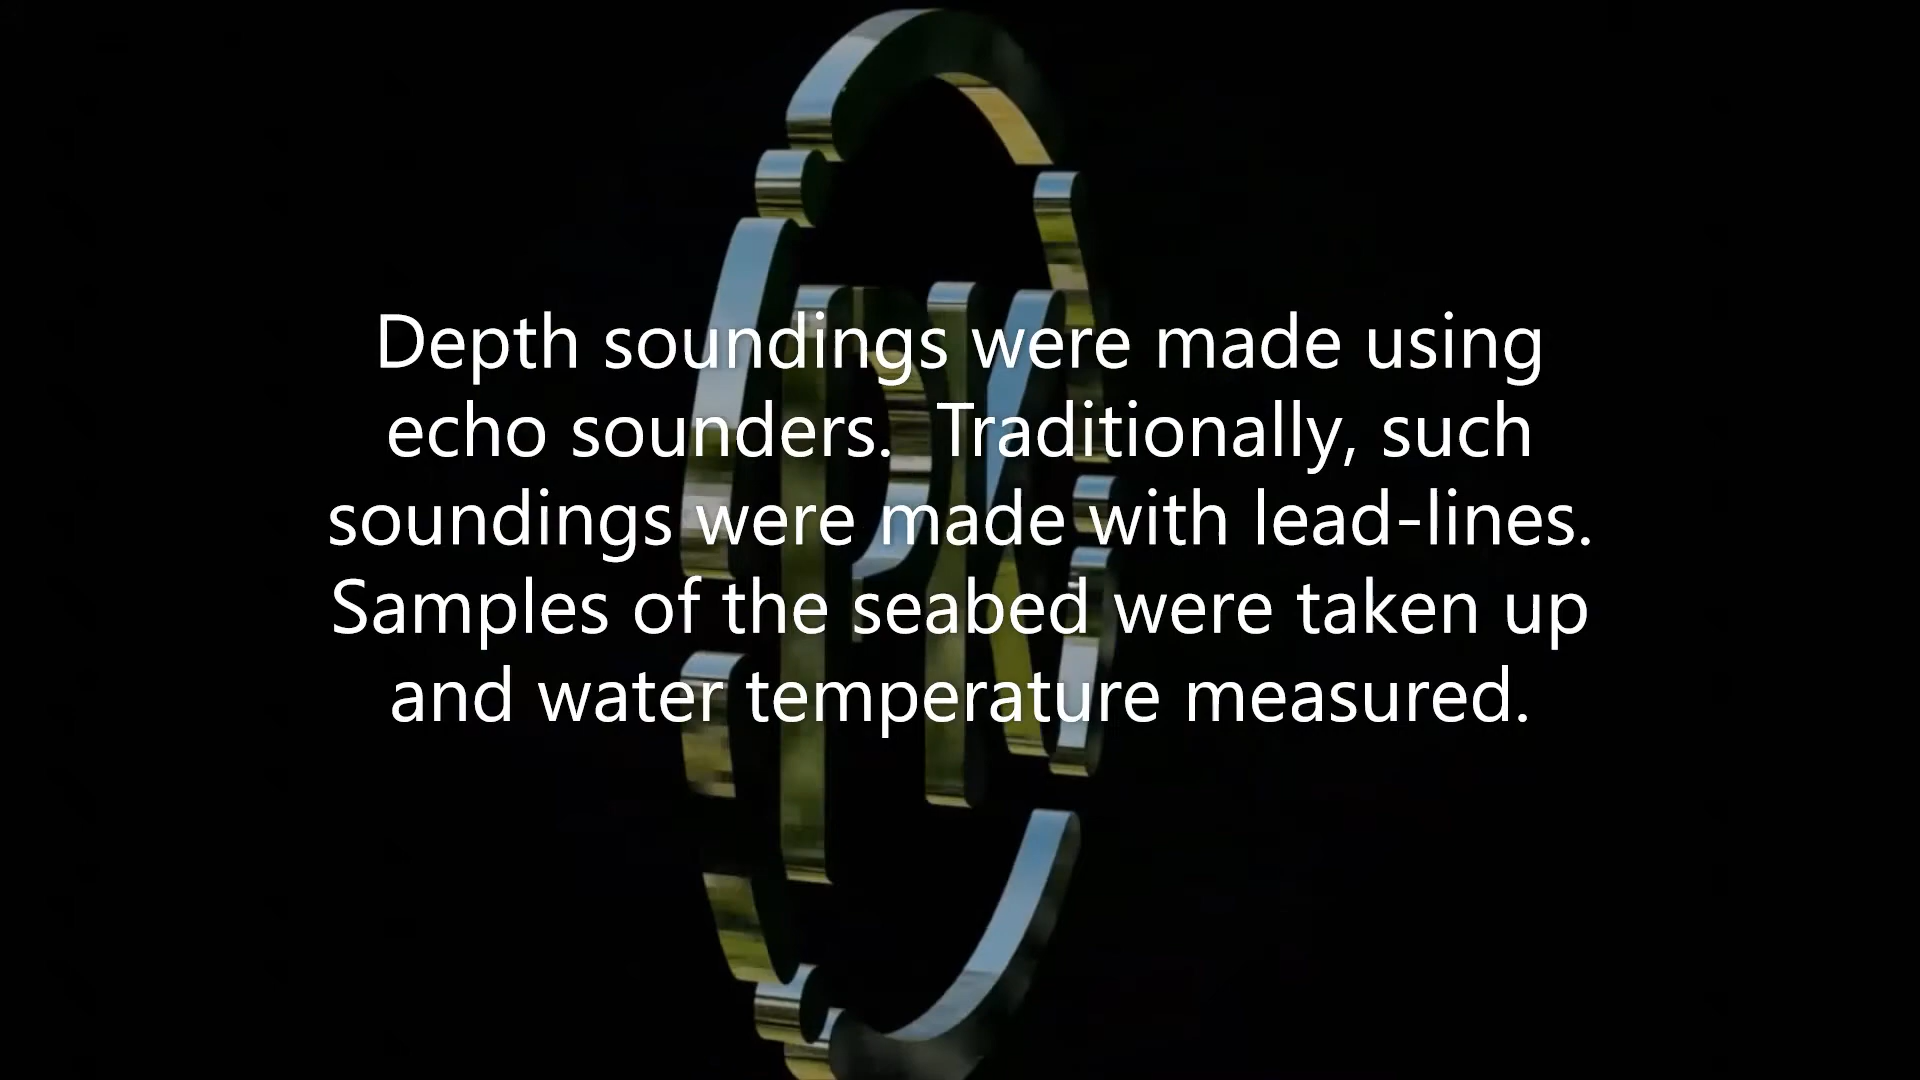 Depth soundings were made using
echo sounders.  Traditionally, such
soundings were made with lead-lines.
Samples of the seabed were taken up
and water temperature measured.